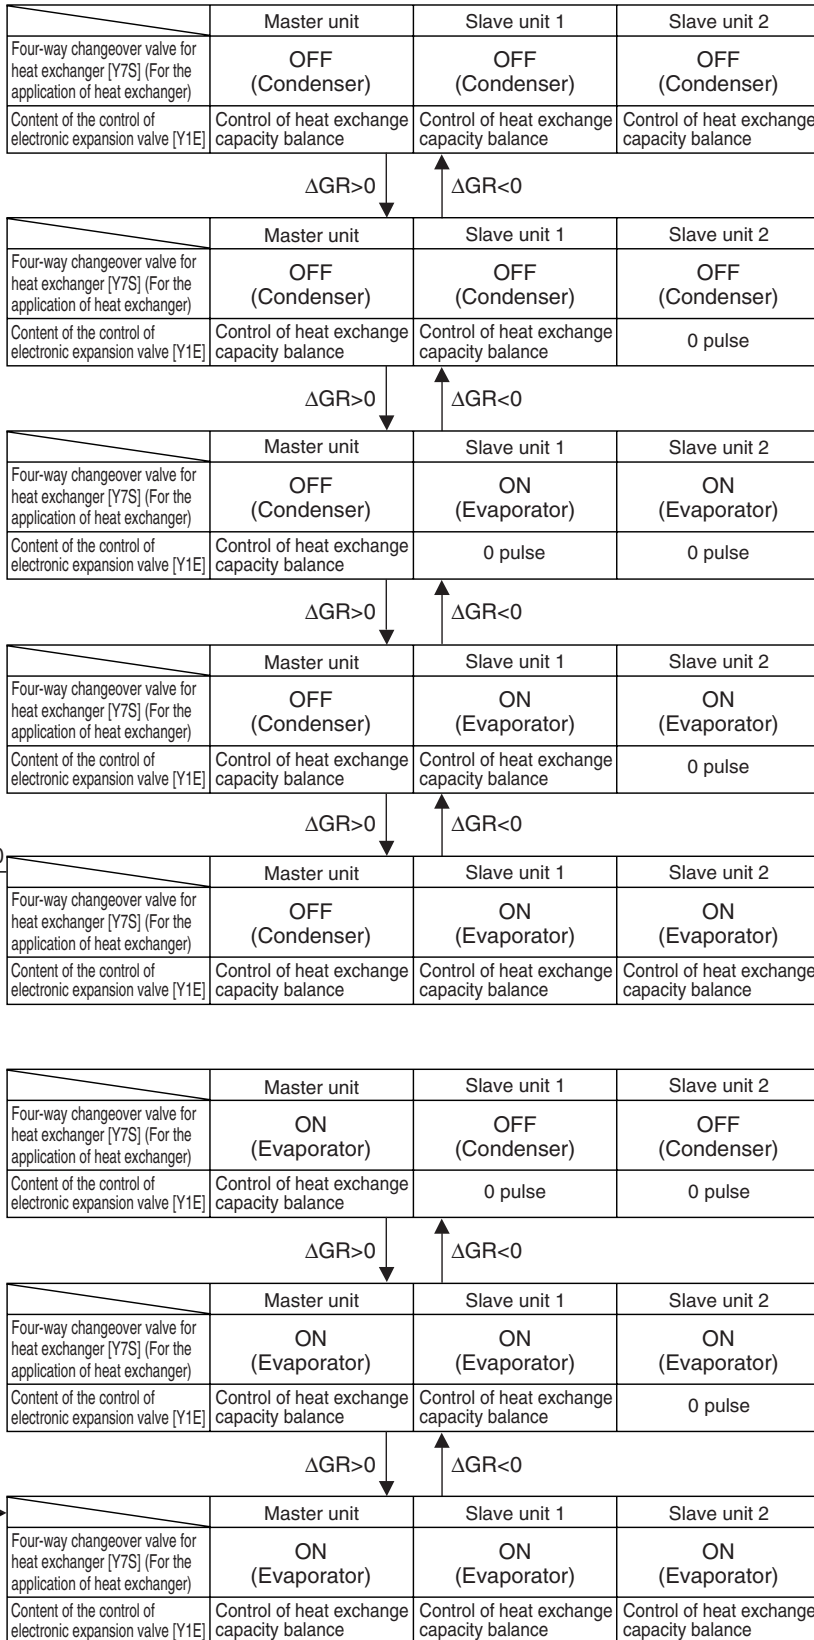 Master unit Slave unit 1 Slave unit 2
Four-way changeover valve for
heat exchanger [Y7S] (For the
application of heat exchanger)
OFF
(Condenser)
OFF
(Condenser)
OFF
(Condenser)
Content of the control of
electronic expansion valve [Y1E]
Control of heat exchange
capacity balance
Control of heat exchange
capacity balance
Control of heat exchange
capacity balance
ΔGR>0 ΔGR<0
Master unit Slave unit 1 Slave unit 2
Four-way changeover valve for
heat exchanger [Y7S] (For the
application of heat exchanger)
OFF
(Condenser)
OFF
(Condenser)
OFF
(Condenser)
Content of the control of
electronic expansion valve [Y1E]
Control of heat exchange
capacity balance
Control of heat exchange
capacity balance
0 pulse
ΔGR>0 ΔGR<0
Master unit Slave unit 1 Slave unit 2
Four-way changeover valve for
heat exchanger [Y7S] (For the
application of heat exchanger)
OFF
(Condenser)
ON
(Evaporator)
ON
(Evaporator)
Content of the control of
electronic expansion valve [Y1E]
Control of heat exchange
capacity balance
0 pulse
0 pulse
ΔGR>0 ΔGR<0
Master unit Slave unit 1 Slave unit 2
Four-way changeover valve for
heat exchanger [Y7S] (For the
application of heat exchanger)
OFF
(Condenser)
ON
(Evaporator)
ON
(Evaporator)
Content of the control of
electronic expansion valve [Y1E]
Control of heat exchange
capacity balance
Control of heat exchange
capacity balance
0 pulse
ΔGR>0 ΔGR<0
Master unit Slave unit 1 Slave unit 2
Four-way changeover valve for
heat exchanger [Y7S] (For the
application of heat exchanger)
OFF
(Condenser)
ON
(Evaporator)
ON
(Evaporator)
Content of the control of
electronic expansion valve [Y1E]
Control of heat exchange
capacity balance
Control of heat exchange
capacity balance
Control of heat exchange
capacity balance
Master unit Slave unit 1 Slave unit 2
Four-way changeover valve for
heat exchanger [Y7S] (For the
application of heat exchanger)
ON
(Evaporator)
OFF
(Condenser)
OFF
(Condenser)
Content of the control of
electronic expansion valve [Y1E]
Control of heat exchange
capacity balance
0 pulse
0 pulse
ΔGR>0 ΔGR<0
Master unit Slave unit 1 Slave unit 2
Four-way changeover valve for
heat exchanger [Y7S] (For the
application of heat exchanger)
ON
(Evaporator)
ON
(Evaporator)
ON
(Evaporator)
Content of the control of
electronic expansion valve [Y1E]
Control of heat exchange
capacity balance
Control of heat exchange
capacity balance
0 pulse
ΔGR>0 ΔGR<0
Master unit Slave unit 1 Slave unit 2
Four-way changeover valve for
heat exchanger [Y7S] (For the
application of heat exchanger)
ON
(Evaporator)
ON
(Evaporator)
ON
(Evaporator)
Content of the control of
electronic expansion valve [Y1E]
Control of heat exchange
capacity balance
Control of heat exchange
capacity balance
Control of heat exchange
capacity balance